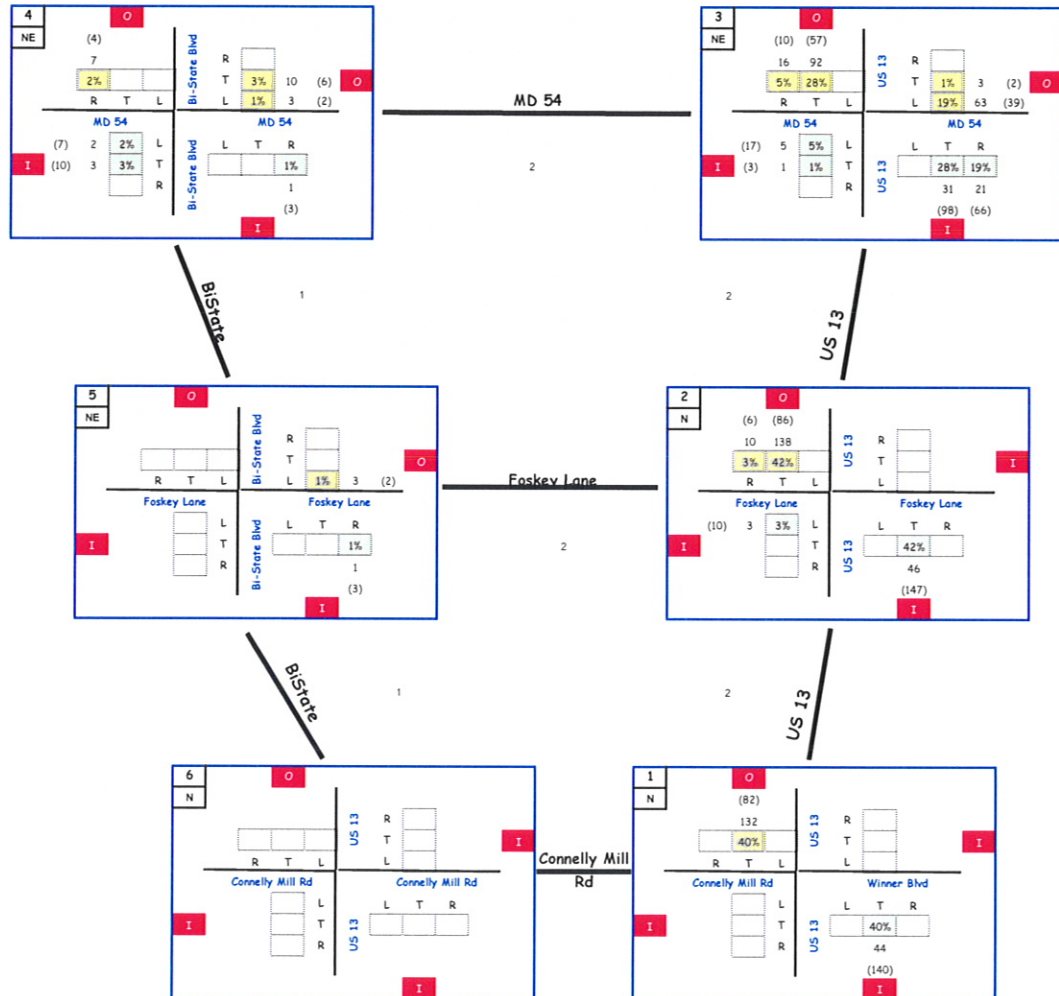 4
NE
O
(4)
7
2%
R T L
Bi-State Blvd
R
T 3% 10 (6) O
L 1% 3 (2)
MD 54
MD 54
(7) 2 2% L
I (10) 3 3% T
R
Bi-State Blvd
L T R
1%
1
(3)
I
MD 54
2
3
NE
O
(10) (57)
16 92
5% 28%
R T L
US 13
R
T 1% 3 (2) O
L 19% 63 (39)
MD 54
MD 54
(17) 5 5% L
I (3) 1 1% T
R
US 13
L T R
28% 19%
31 21
(98) (66)
I
BiState
1
2
US 13
5
NE
O
R T L
Bi-State Blvd
R
T O
L 1% 3 (2)
Foskey Lane
Foskey Lane
L
I T
R
Bi-State Blvd
L T R
1%
1
(3)
I
Foskey Lane
2
2
N
O
(6) (86)
10 138
3% 42%
R T L
US 13
R
T I
L
Foskey Lane
Foskey Lane
(10) 3 3% L
I T
R
US 13
L T R
42%
46
(147)
I
BiState
1
2
US 13
6
N
O
R T L
US 13
R
T I
L
Connelly Mill Rd
Connelly Mill Rd
L
I T
R
US 13
L T R
I
Connelly Mill
Rd
1
N
O
(82)
132
40%
R T L
US 13
R
T I
L
Connelly Mill Rd
Winner Blvd
L
I T
R
US 13
L T R
40%
44
(140)
I